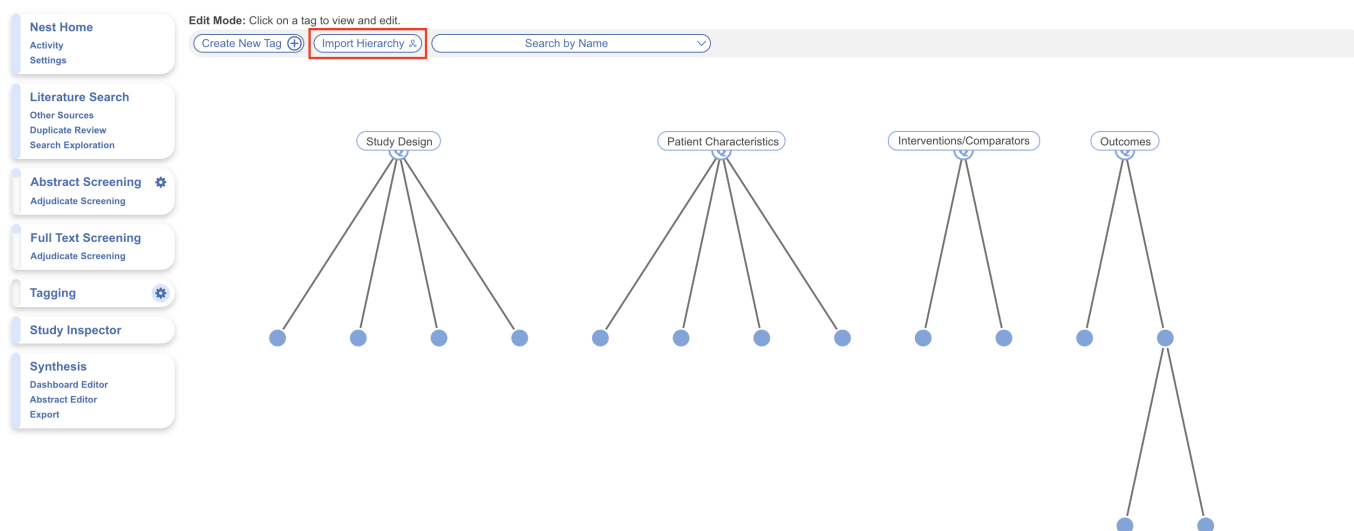 Nest Home
Activity
Settings
Literature Search
Other Sources
Duplicate Review
Search Exploration
Abstract Screening
Adjudicate Screening
Full Text Screening
Adjudicate Screening
Tagging
Study Inspector
Synthesis
Dashboard Editor
Abstract Editor
Export
Edit Mode: Click on a tag to view and edit.
Create New Tag
Import Hierarchy
Search by Name
Study Design
Patient Characteristics
Interventions/Comparators
Outcomes